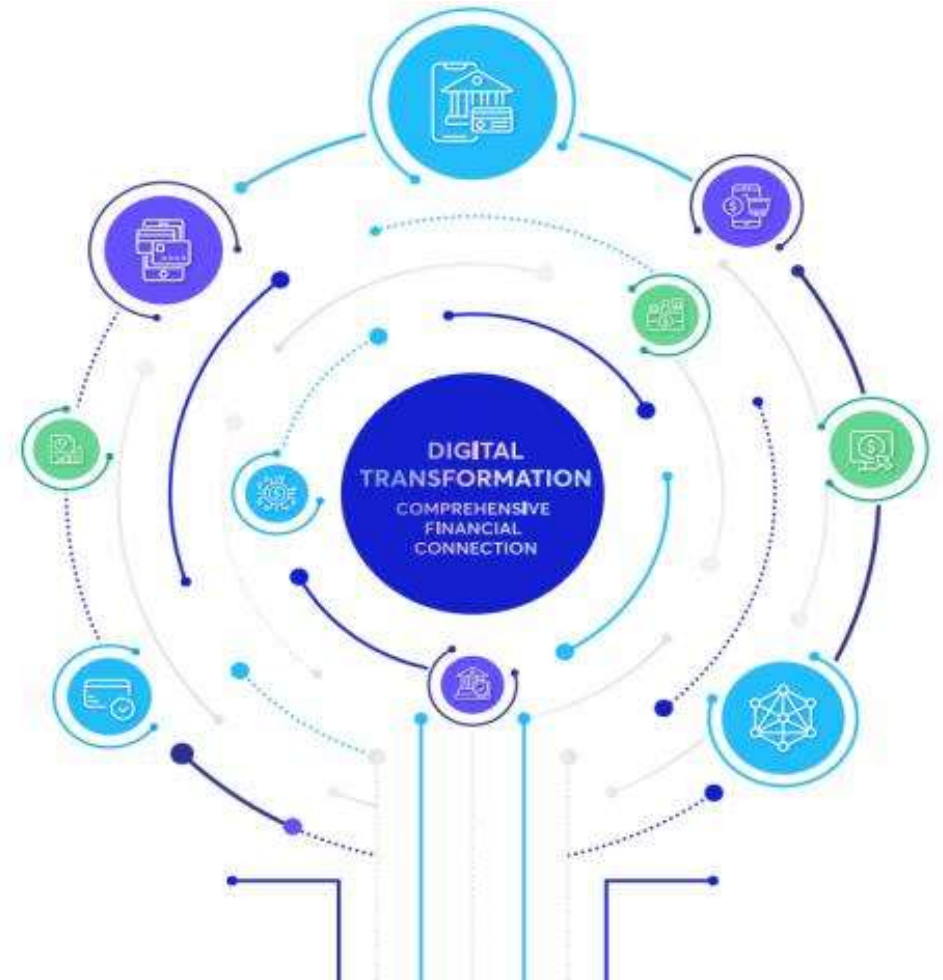 DIGITAL
TRANSFORMATION
COMPREHENSIVE
FINANCIAL
CONNECTION